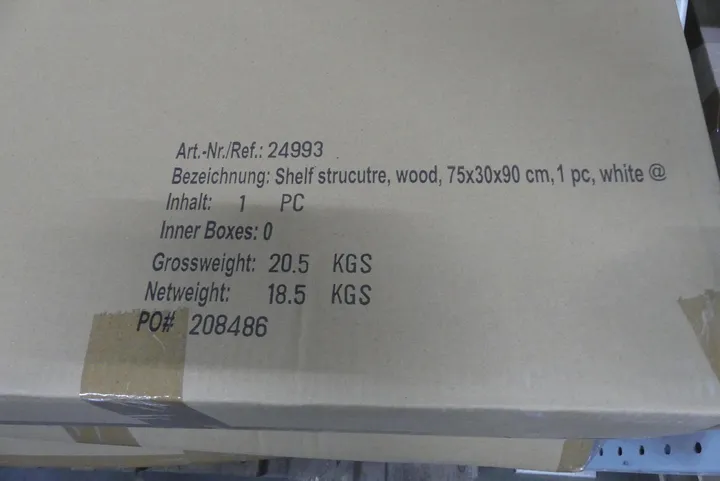 Art.-Nr./Ref.: 24993
Bezeichnung: Shelf strucutre, wood, 75x30x90 cm, 1 pc, white @
Inhalt: 1 PC
Inner Boxes: 0
Grossweight: 20.5 KGS
Netweight: 18.5 KGS
PO# 208486